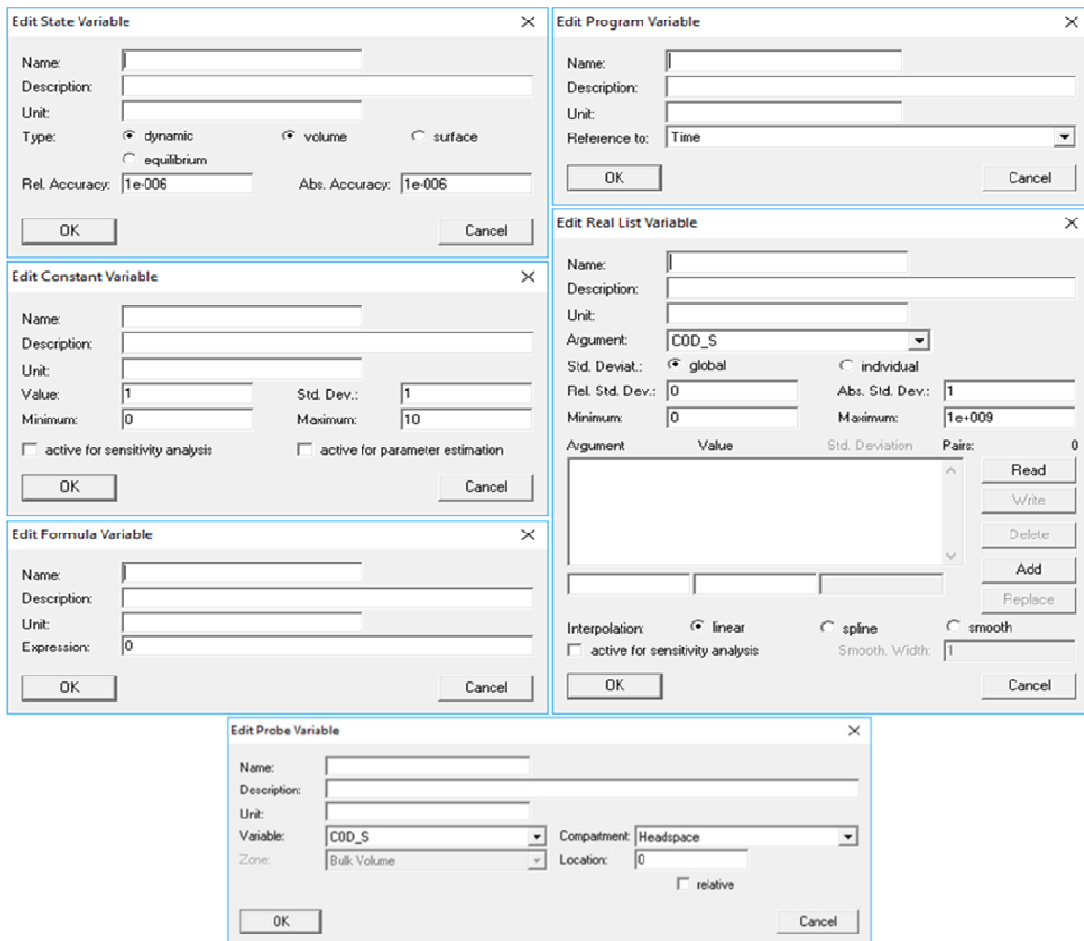 Edit State Variable
Name:
Description:
Unit:
Type: dynamic volume surface
equilibrium
Rel. Accuracy: 1e-006 Abs. Accuracy: 1e-006
OK Cancel
Edit Constant Variable
Name:
Description:
Unit:
Value: 1 Std. Dev.: 1
Minimum: 0 Maximum: 10
active for sensitivity analysis active for parameter estimation
OK Cancel
Edit Formula Variable
Name:
Description:
Unit:
Expression: 0
OK Cancel
Edit Program Variable
Name:
Description:
Unit:
Reference to: Time
OK Cancel
Edit Real List Variable
Name:
Description:
Unit:
Argument: COD_S
Std. Deviat.: global individual
Rel. Std. Dev.: 0 Abs. Std. Dev.: 1
Minimum: 0 Maximum: 1e+009
Argument Value Std. Deviation Pairs: 0
Read
Write
Delete
Add
Replace
Interpolation: linear spline smooth
active for sensitivity analysis Smooth. Width: 1
OK Cancel
Edit Probe Variable
Name:
Description:
Unit:
Variable: COD_S Compartment: Headspace
Zone: Bulk Volume Location: 0
relative
OK Cancel